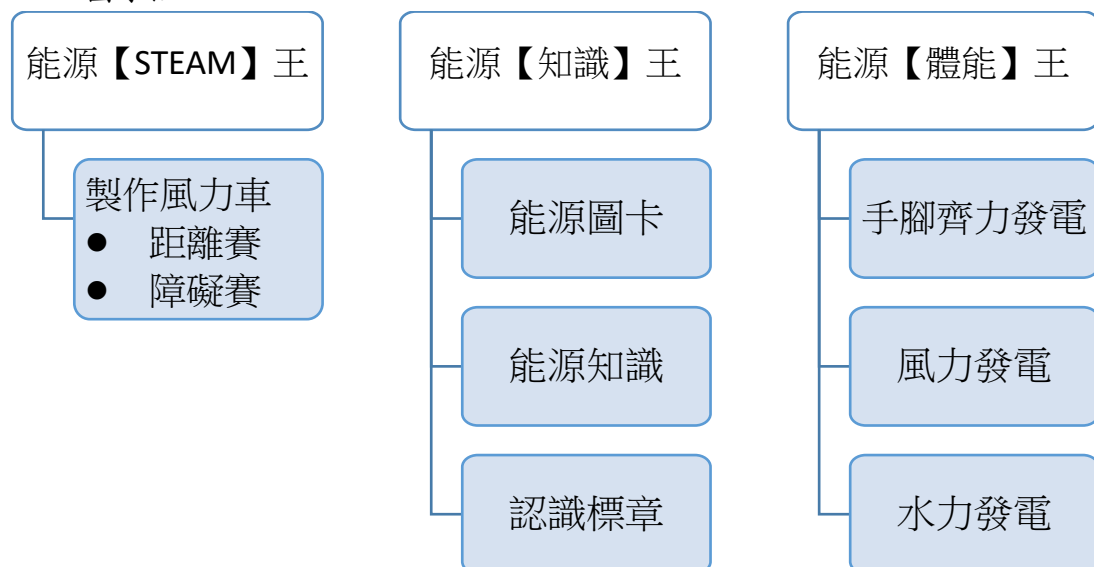 能源【STEAM】王
製作風力車
● 距離賽
● 障礙賽
能源【知識】王
能源圖卡
能源知識
認識標章
能源【體能】王
手腳齊力發電
風力發電
水力發電